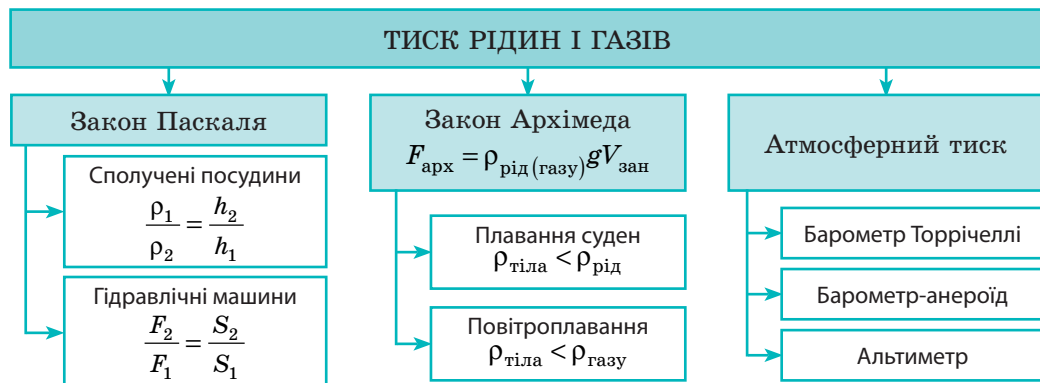 ТИСК РІДИН І ГАЗІВ
Закон Паскаля
Сполучені посудини
ρ₁/ρ₂ = h₂/h₁
Гідравлічні машини
F₂/F₁ = S₂/S₁
Закон Архімеда
Fарх = ρрід(газу)gVзан
Плавання суден
ρтіла < ρрід
Повітроплавання
ρтіла < ρгазу
Атмосферний тиск
Барометр Торрічеллі
Барометр-анероїд
Альтиметр